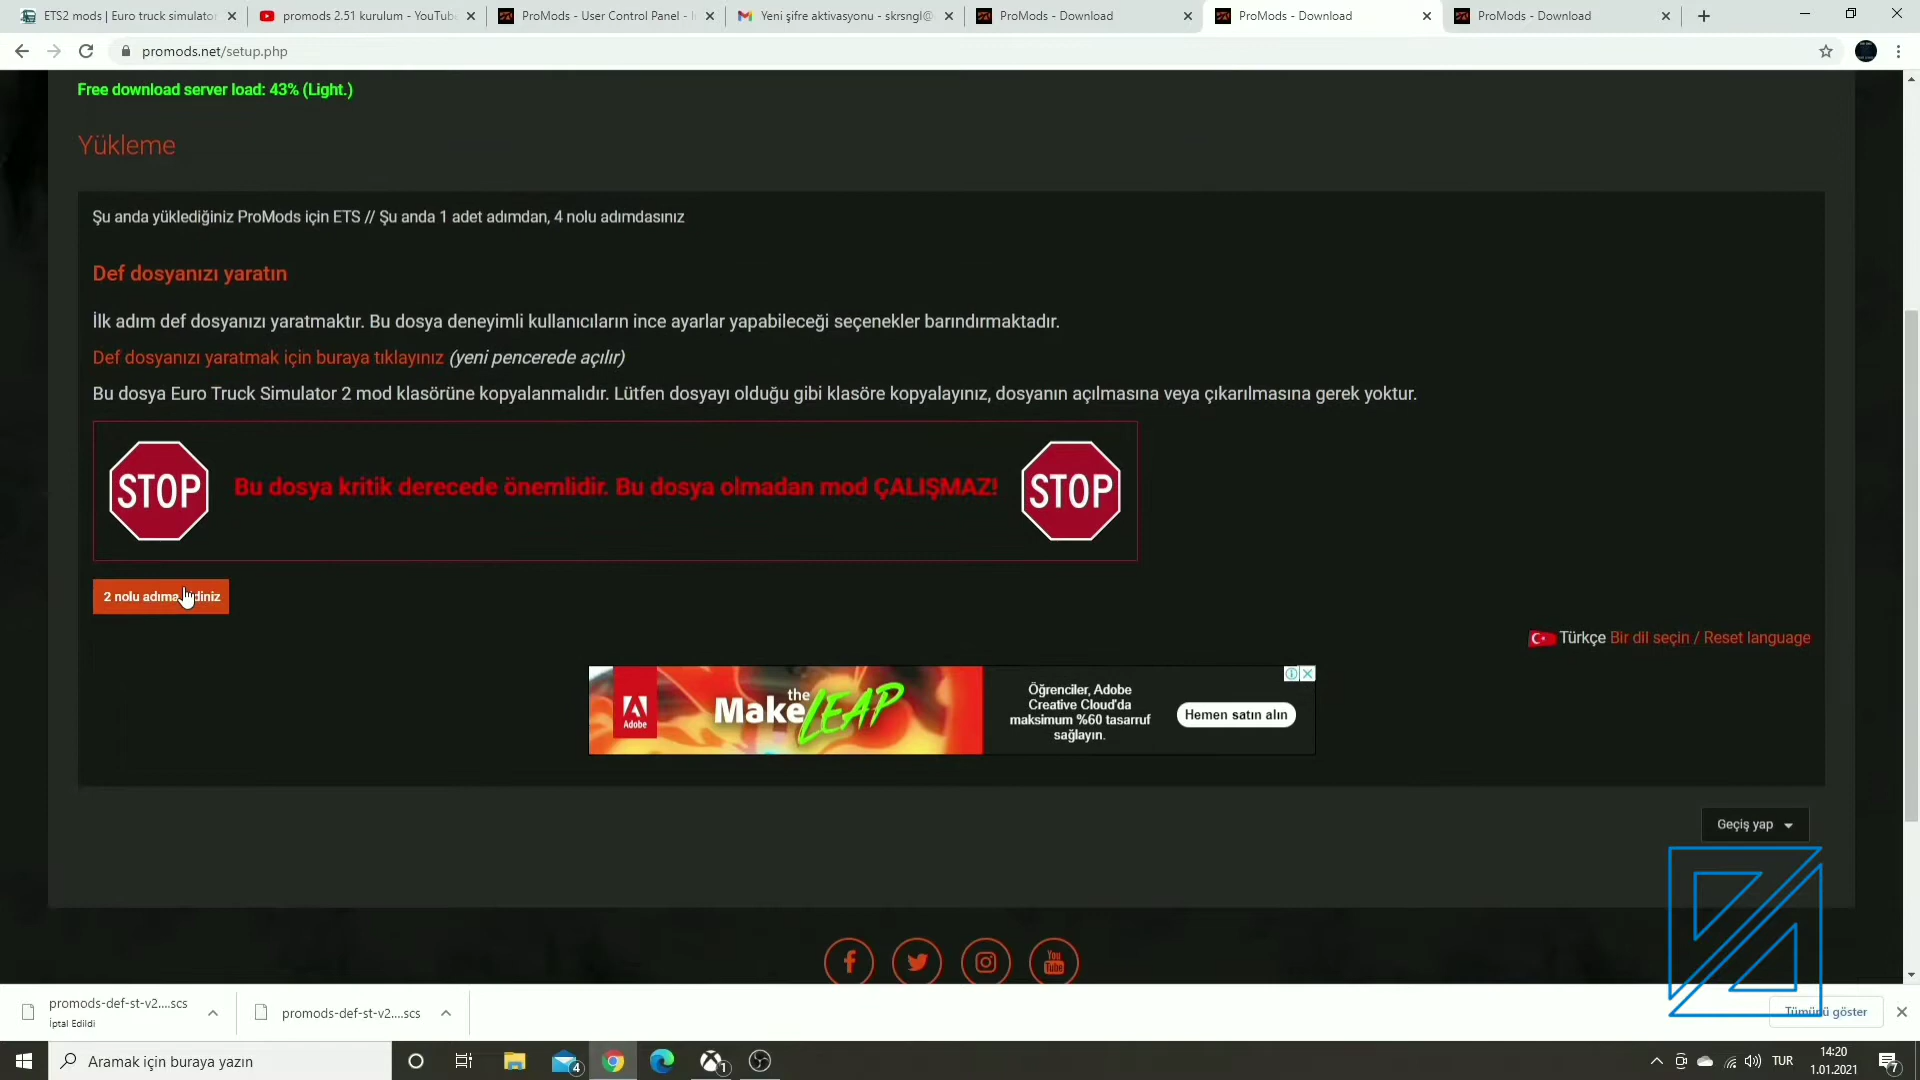 ETS2 mods | Euro truck simulator
promods 2.51 kurulum - YouTube
ProMods - User Control Panel - I
Yeni şifre aktivasyonu - skrsngl@
ProMods - Download
ProMods - Download
ProMods - Download
promods.net/setup.php
Free download server load: 43% (Light.)
Yükleme
Şu anda yüklediğiniz ProMods için ETS // Şu anda 1 adet adımdan, 4 nolu adımdasınız
Def dosyanızı yaratın
İlk adım def dosyanızı yaratmaktır. Bu dosya deneyimli kullanıcıların ince ayarlar yapabileceği seçenekler barındırmaktadır.
Def dosyanızı yaratmak için buraya tıklayınız (yeni pencerede açılır)
Bu dosya Euro Truck Simulator 2 mod klasörüne kopyalanmalıdır. Lütfen dosyayı olduğu gibi klasöre kopyalayınız, dosyanın açılmasına veya çıkarılmasına gerek yoktur.
STOP Bu dosya kritik derecede önemlidir. Bu dosya olmadan mod ÇALIŞMAZ! STOP
2 nolu adıma
Türkçe Bir dil seçin / Reset language
Adobe
Make the LEAP
Öğrenciler, Adobe
Creative Cloud'da
maksimum %60 tasarruf
sağlayın.
Hemen satın alın
Geçiş yap
You
Tube
promods-def-st-v2....scs
İptal Edildi
promods-def-st-v2....scs
Tümünü göster
Aramak için buraya yazın
4
1
TUR
14:20
1.01.2021
7